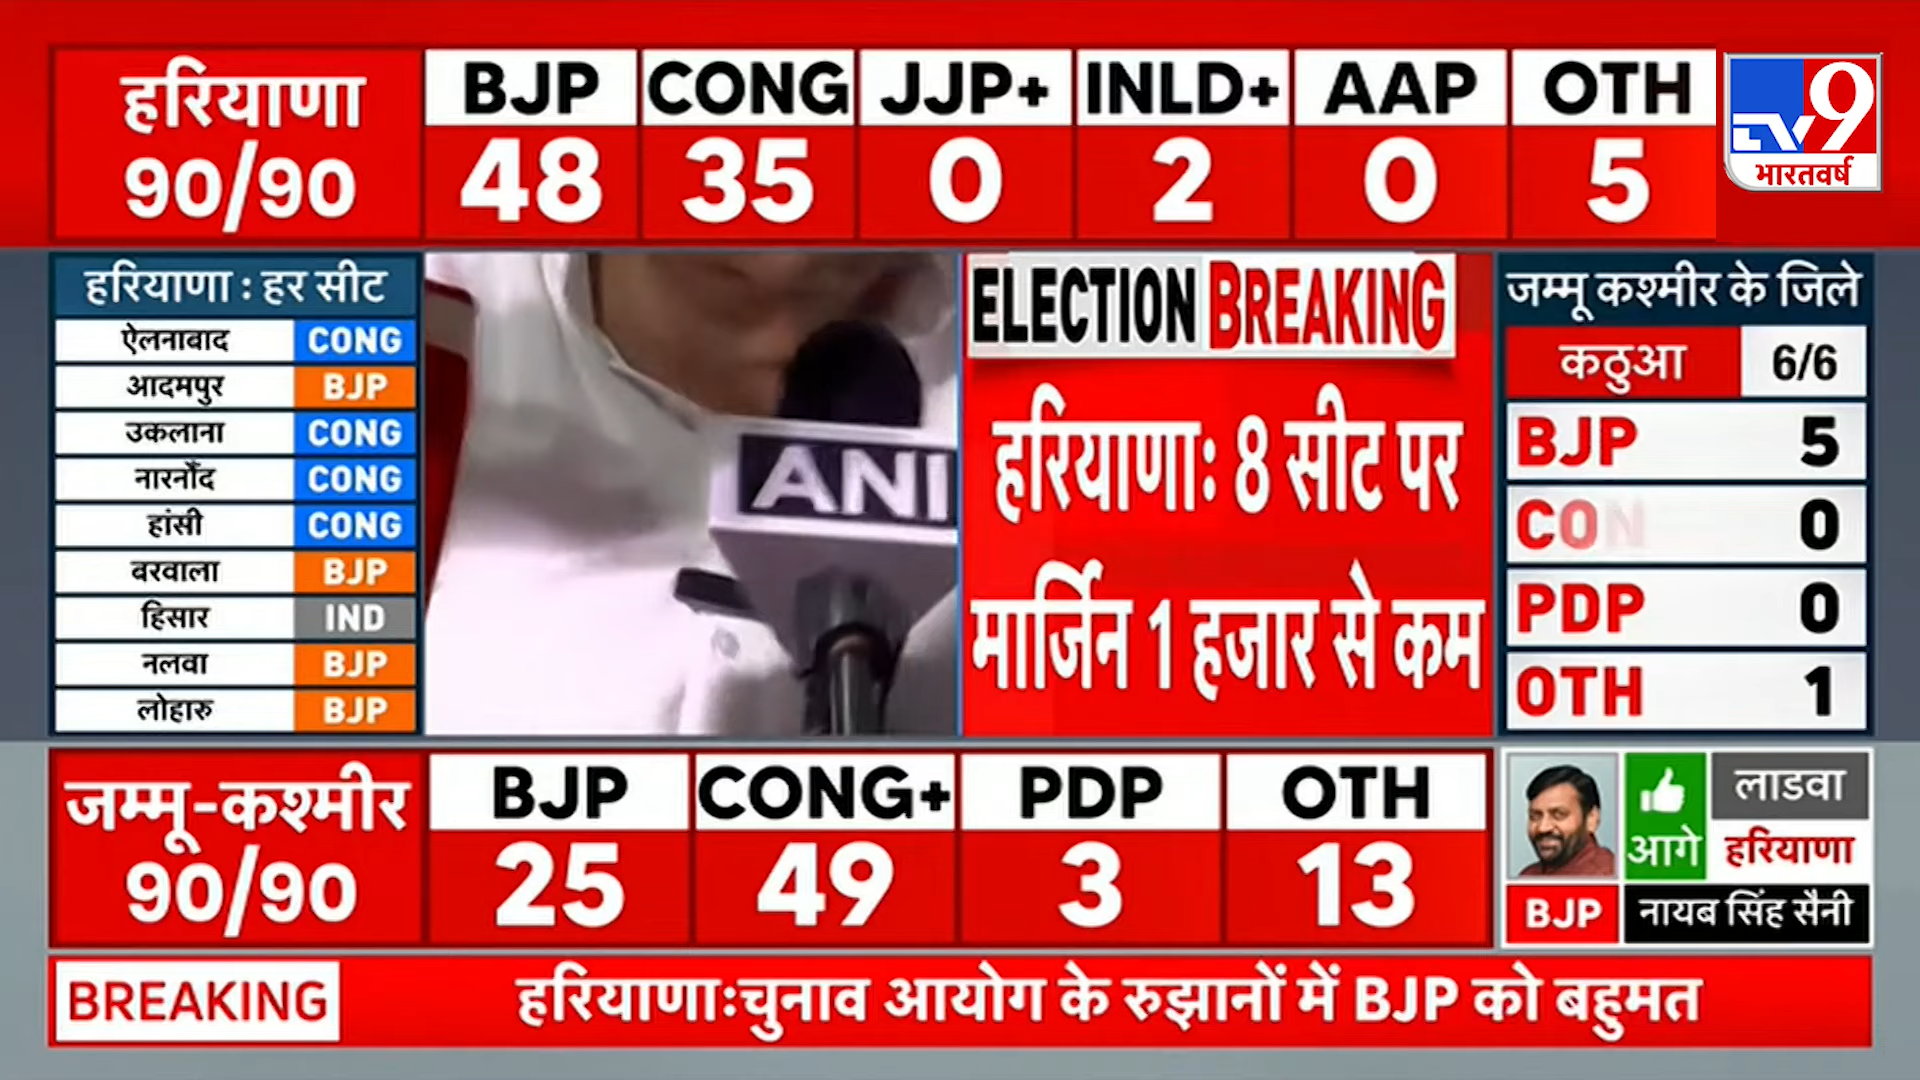 हरियाणा
90/90
BJP CONG JJP+ INLD+ AAP OTH
48 35 0 2 0 5
TV9
भारतवर्ष
हरियाणा : हर सीट
ऐलनाबाद CONG
आदमपुर BJP
उकलाना CONG
नारनौंद CONG
हांसी CONG
बरवाला BJP
हिसार IND
नलवा BJP
लोहारु BJP
ANI
ELECTION BREAKING
हरियाणाः 8 सीट पर
मार्जिन 1 हजार से कम
जम्मू कश्मीर के जिले
कठुआ 6/6
BJP 5
CON 0
PDP 0
OTH 1
जम्मू-कश्मीर
90/90
BJP CONG+ PDP OTH
25 49 3 13
आगे
लाडवा
हरियाणा
BJP नायब सिंह सैनी
BREAKING हरियाणाःचुनाव आयोग के रुझानों में BJP को बहुमत